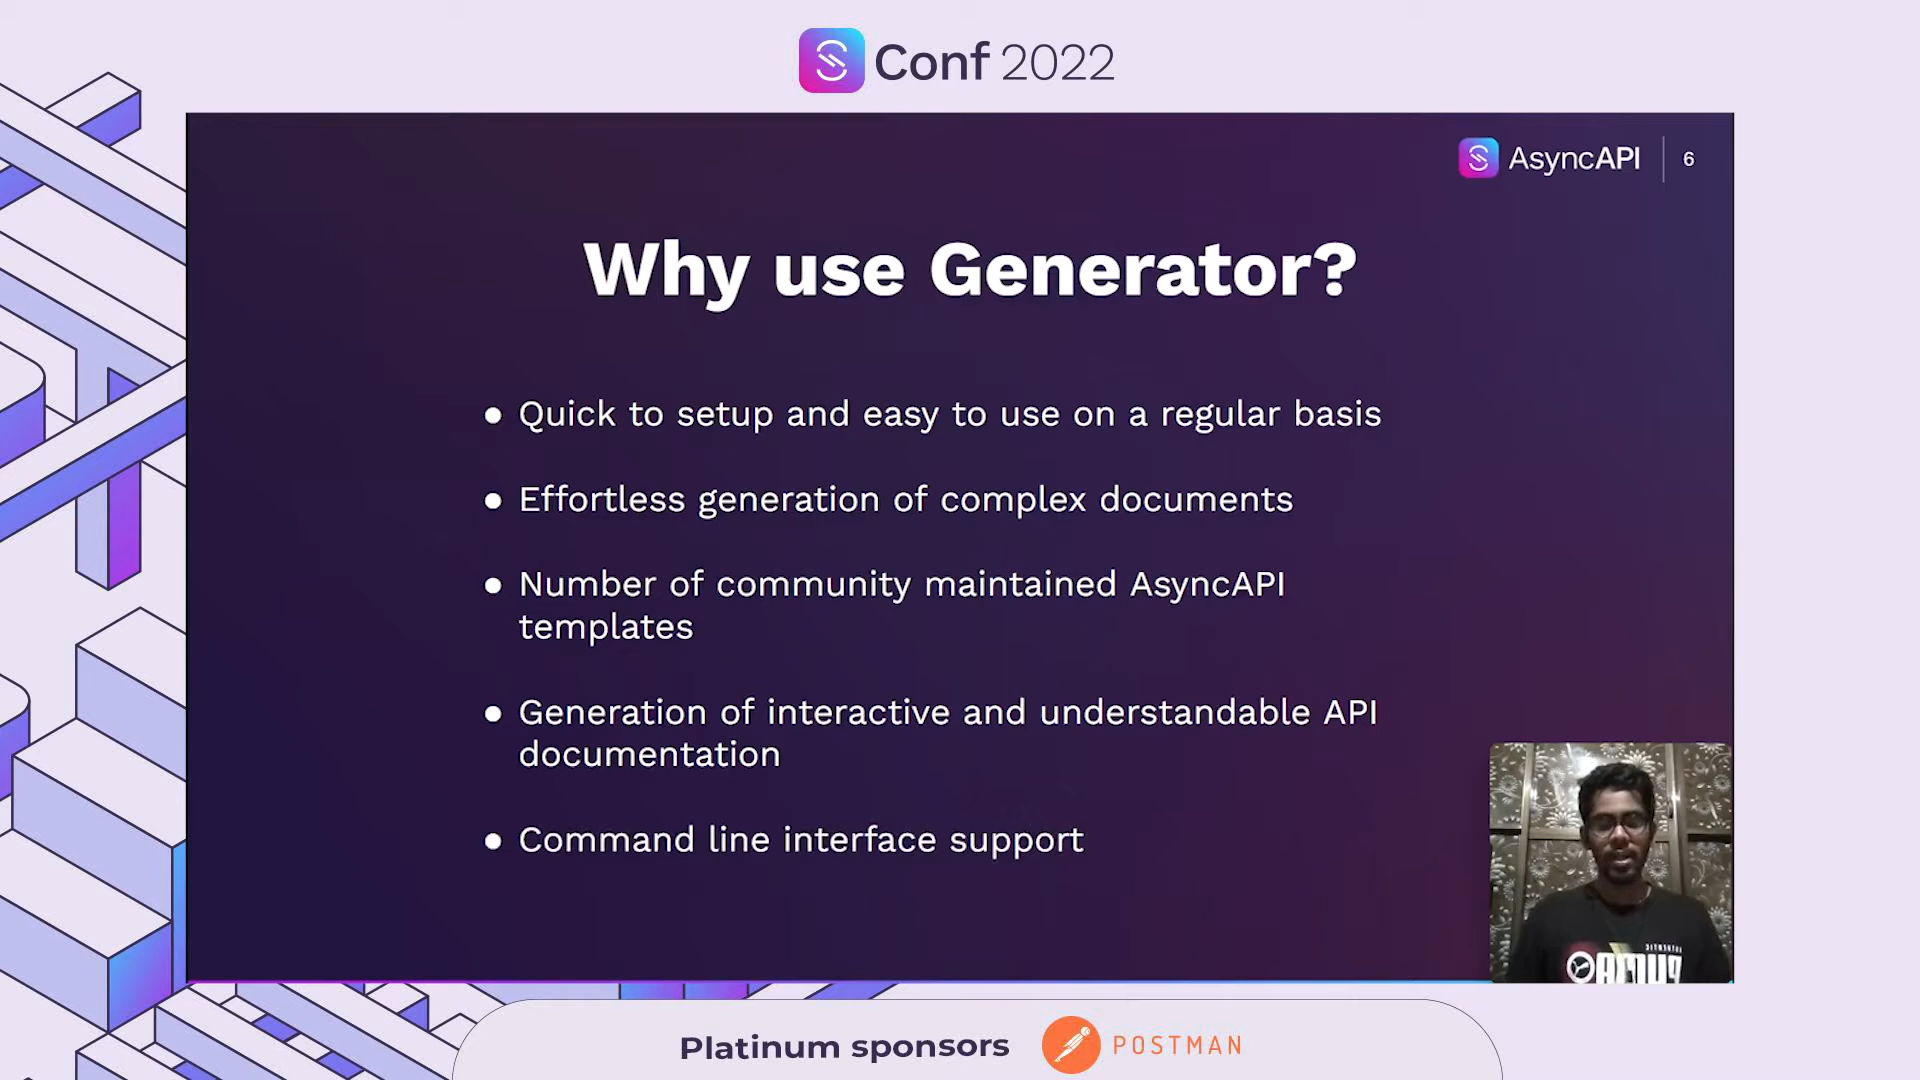 Conf 2022
AsyncAPI 6
Why use Generator?
● Quick to setup and easy to use on a regular basis
● Effortless generation of complex documents
● Number of community maintained AsyncAPI
templates
● Generation of interactive and understandable API
documentation
● Command line interface support
Platinum sponsors POSTMAN